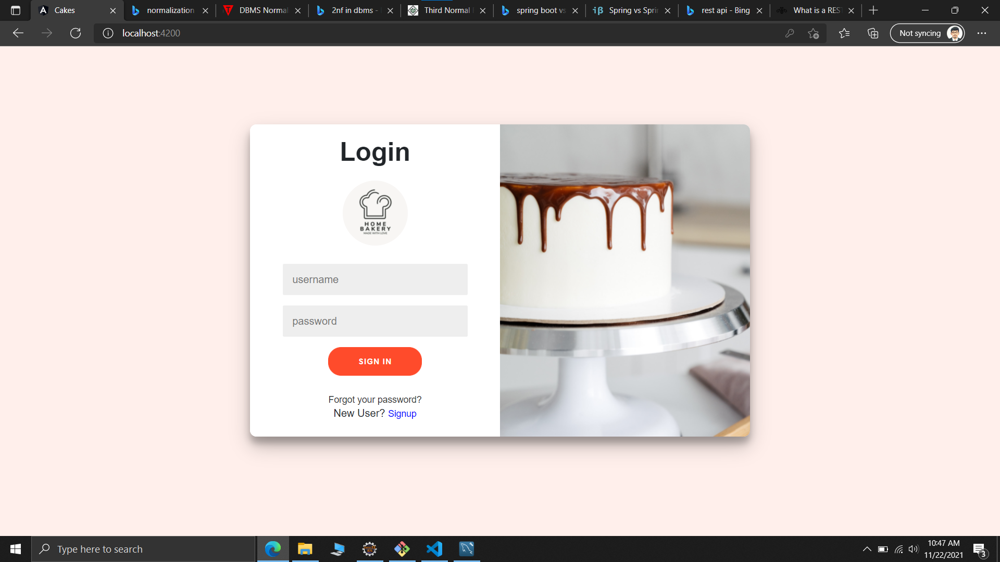 Cakes
normalization
DBMS Normal
2nf in dbms -
Third Normal
spring boot vs
Spring vs Spri
rest api - Bing
What is a RES
localhost:4200
Not syncing
Login
HOME
BAKERY
MADE WITH LOVE
username
password
SIGN IN
Forgot your password?
New User? Signup
Type here to search
10:47 AM
11/22/2021
3